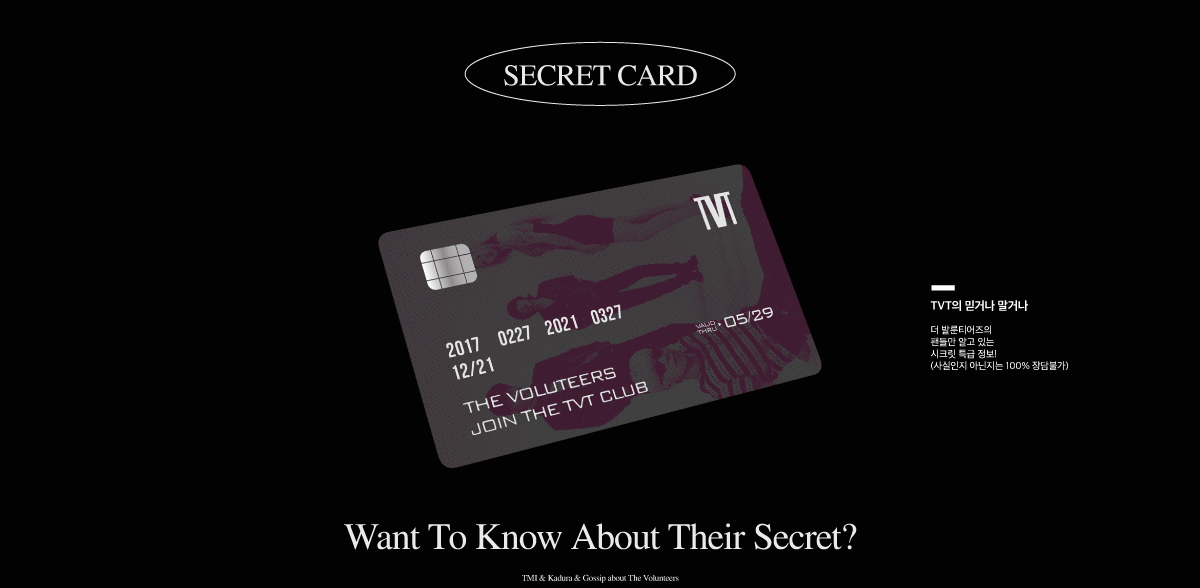 SECRET CARD
TVT
2017 0227 2021 0327
12/21
VALID
THRU
05/29
THE VOLUTEERS
JOIN THE TVT CLUB
TVT의 믿거나 말거나
더 발룬티어즈의
팬들만 알고 있는
시크릿 특급 정보!
(사실인지 아닌지는 100% 장담불가)
Want To Know About Their Secret?
TMI & Kadura & Gossip about The Volunteers